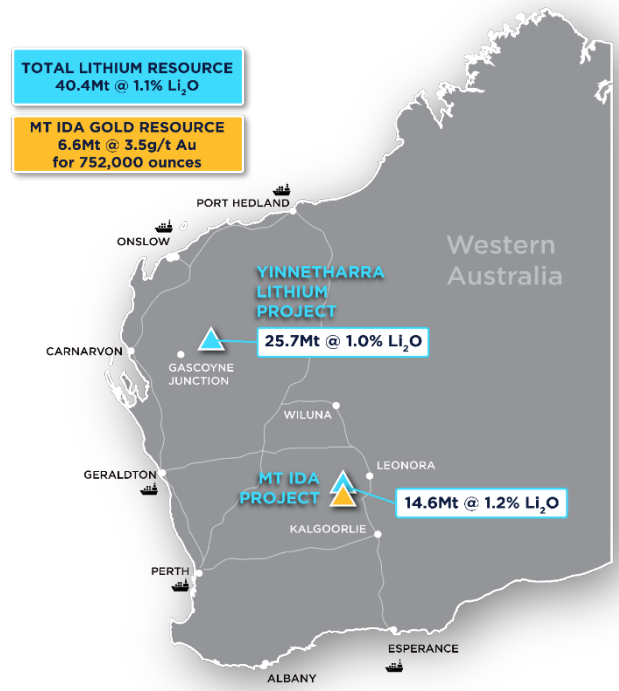 TOTAL LITHIUM RESOURCE
40.4Mt @ 1.1% Li₂O
MT IDA GOLD RESOURCE
6.6Mt @ 3.5g/t Au
for 752,000 ounces
PORT HEDLAND
ONSLOW
Western
Australia
YINNETHARRA
LITHIUM
PROJECT
25.7Mt @ 1.0% Li₂O
CARNARVON
GASCOYNE
JUNCTION
WILUNA
LEONORA
GERALDTON
MT IDA
PROJECT
14.6Mt @ 1.2% Li₂O
KALGOORLIE
PERTH
ESPERANCE
ALBANY